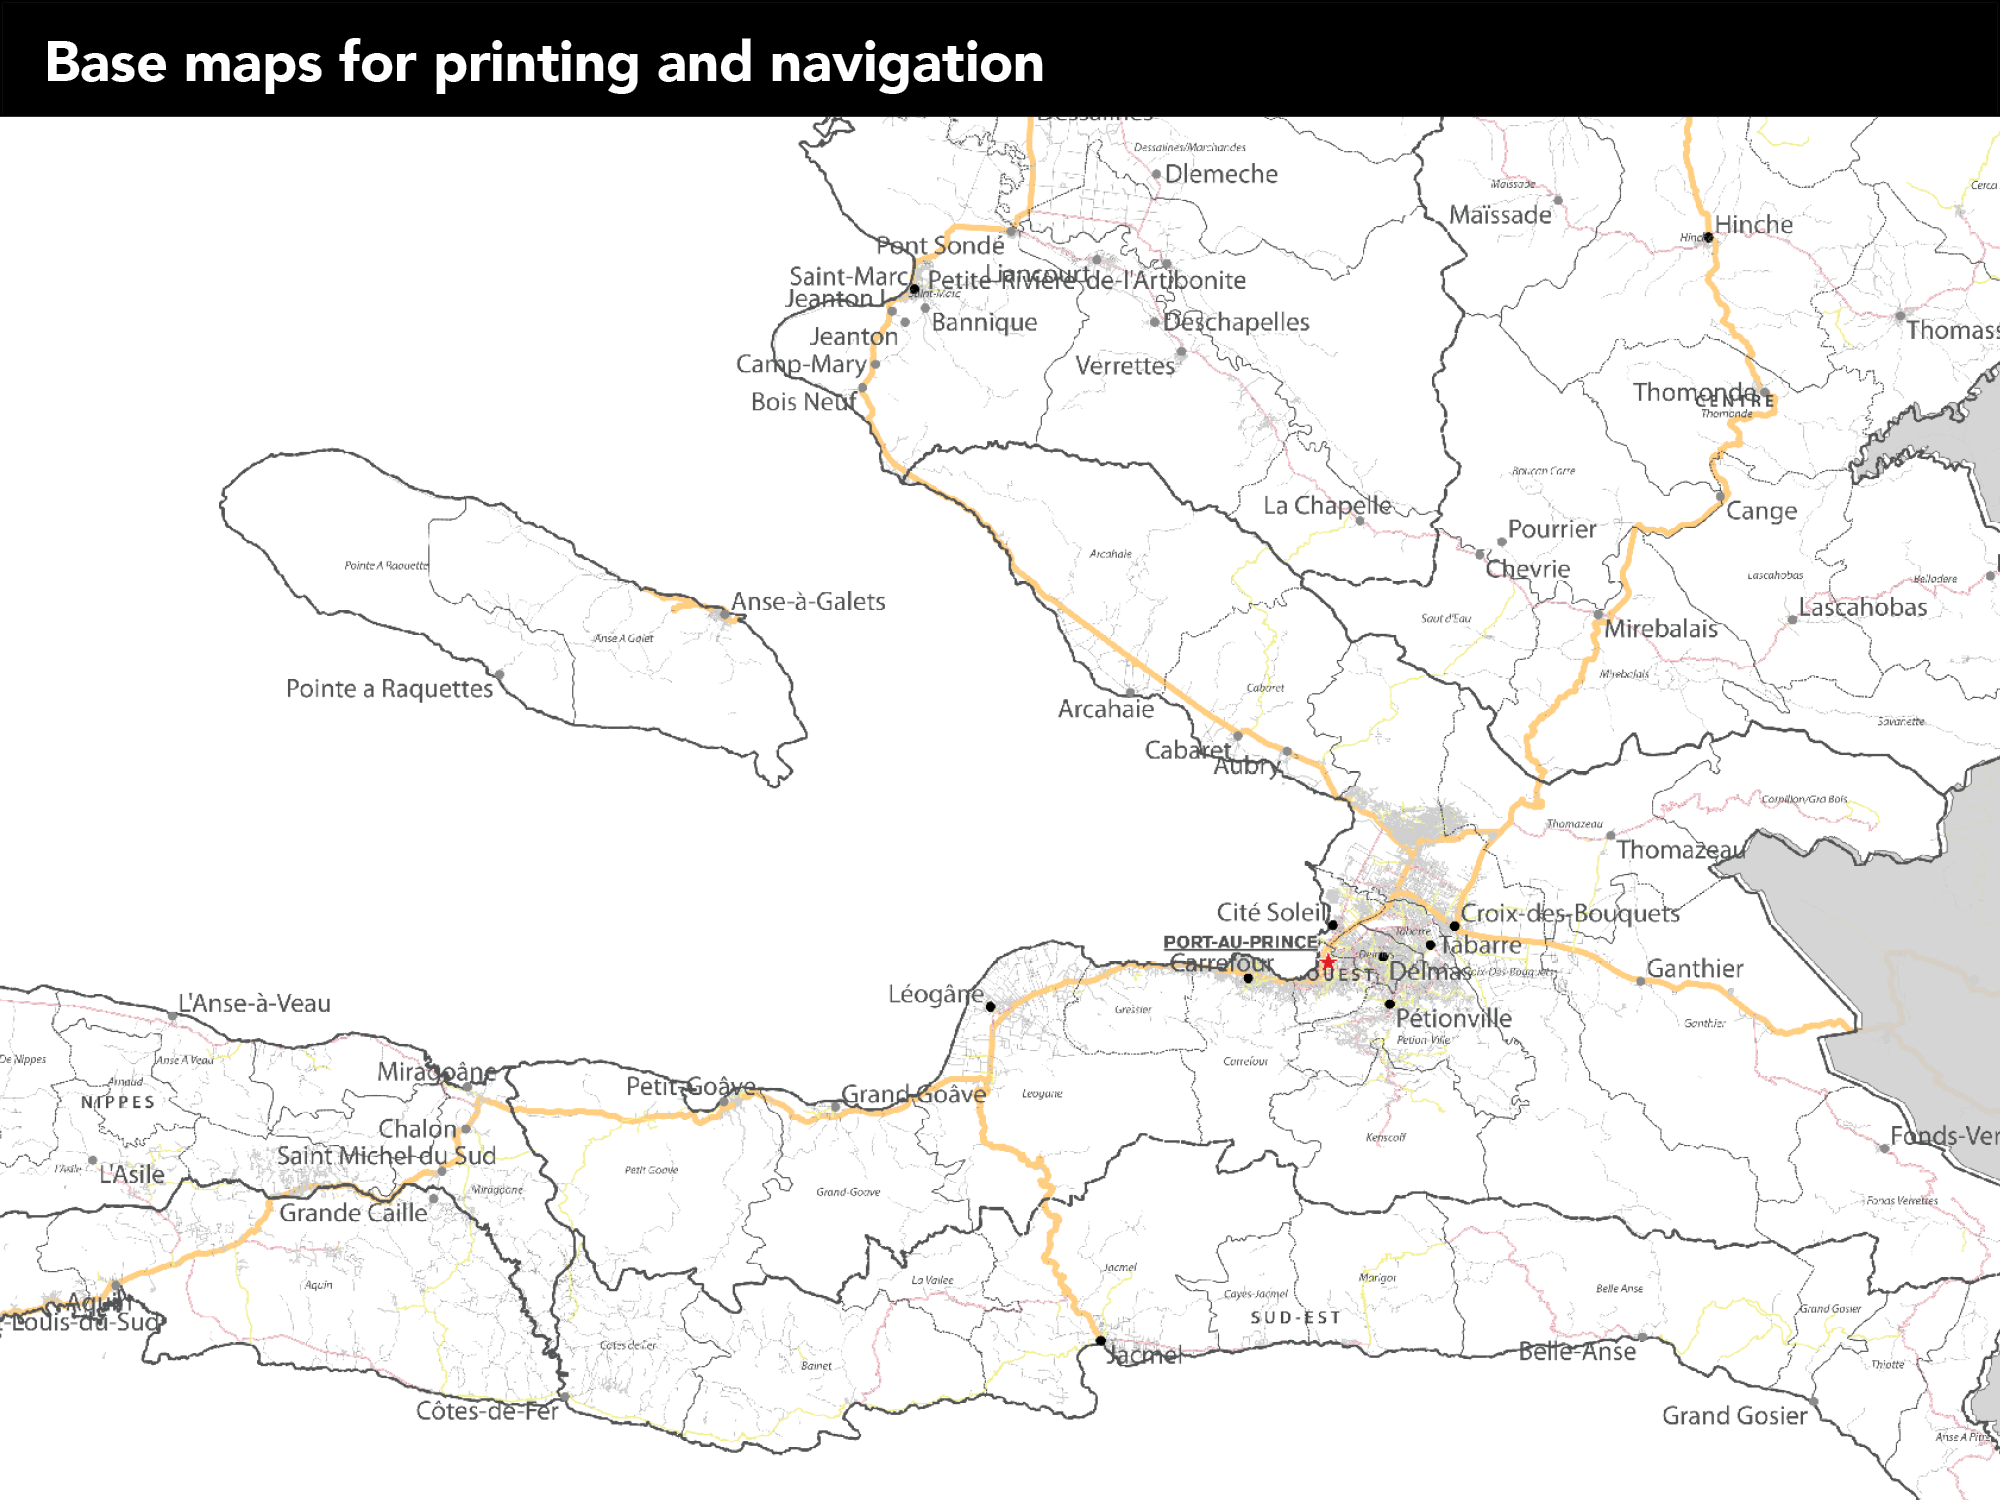 Base maps for printing and navigation
Dessalines
Dessalines/Marchandes
Dlemeche
Maissade
Maïssade
Cerca
Hinche
Hinche
Pont Sondé
Saint-Marc
Liancourt
Petite-Rivière-de-l'Artibonite
Jeanton I
Saint-Marc
Bannique
Deschapelles
Jeanton
Thomass
Camp-Mary
Verrettes
Bois Neuf
Thomonde
CENTRE
Thomonde
Boucan Carre
La Chapelle
Cange
Pourrier
Arcahaie
Chevrie
Pointe A Raquette
Lascahobas
Belladere
Anse-à-Galets
Lascahobas
Saut d'Eau
Mirebalais
Anse A Galet
Mirebalais
Pointe a Raquettes
Cabaret
Arcahaie
Savanette
Cabaret
Aubry
Cornillon/Gra Bois
Thomazeau
Thomazeau
Cité Soleil
Croix-des-Bouquets
Tabarre
PORT-AU-PRINCE
Tabarre
Delmas
Carrefour
OUEST
Delmas
Croix-Des-Bouquets
Ganthier
Léogâne
L'Anse-à-Veau
Gressier
Pétionville
Ganthier
Petion-Ville
De Nippes
Anse A Veau
Carrefour
Miragoâne
Arnaud
Petit-Goâve
Grand-Goâve
Leogane
NIPPES
Chalon
Kenscoff
Fonds-Ver
Saint Michel du Sud
L'Asile
L'Asile
Petit Goave
Miragoane
Grand-Goave
Fonds Verrettes
Grande Caille
Jacmel
Aquin
La Vallee
Marigot
Belle Anse
Cayes-Jacmel
Aquin
-Louis-du-Sud
SUD-EST
Grand Gosier
Cotes de Fer
Belle-Anse
Jacmel
Bainet
Thiotte
Côtes-de-Fer
Grand Gosier
Anse A Pitre